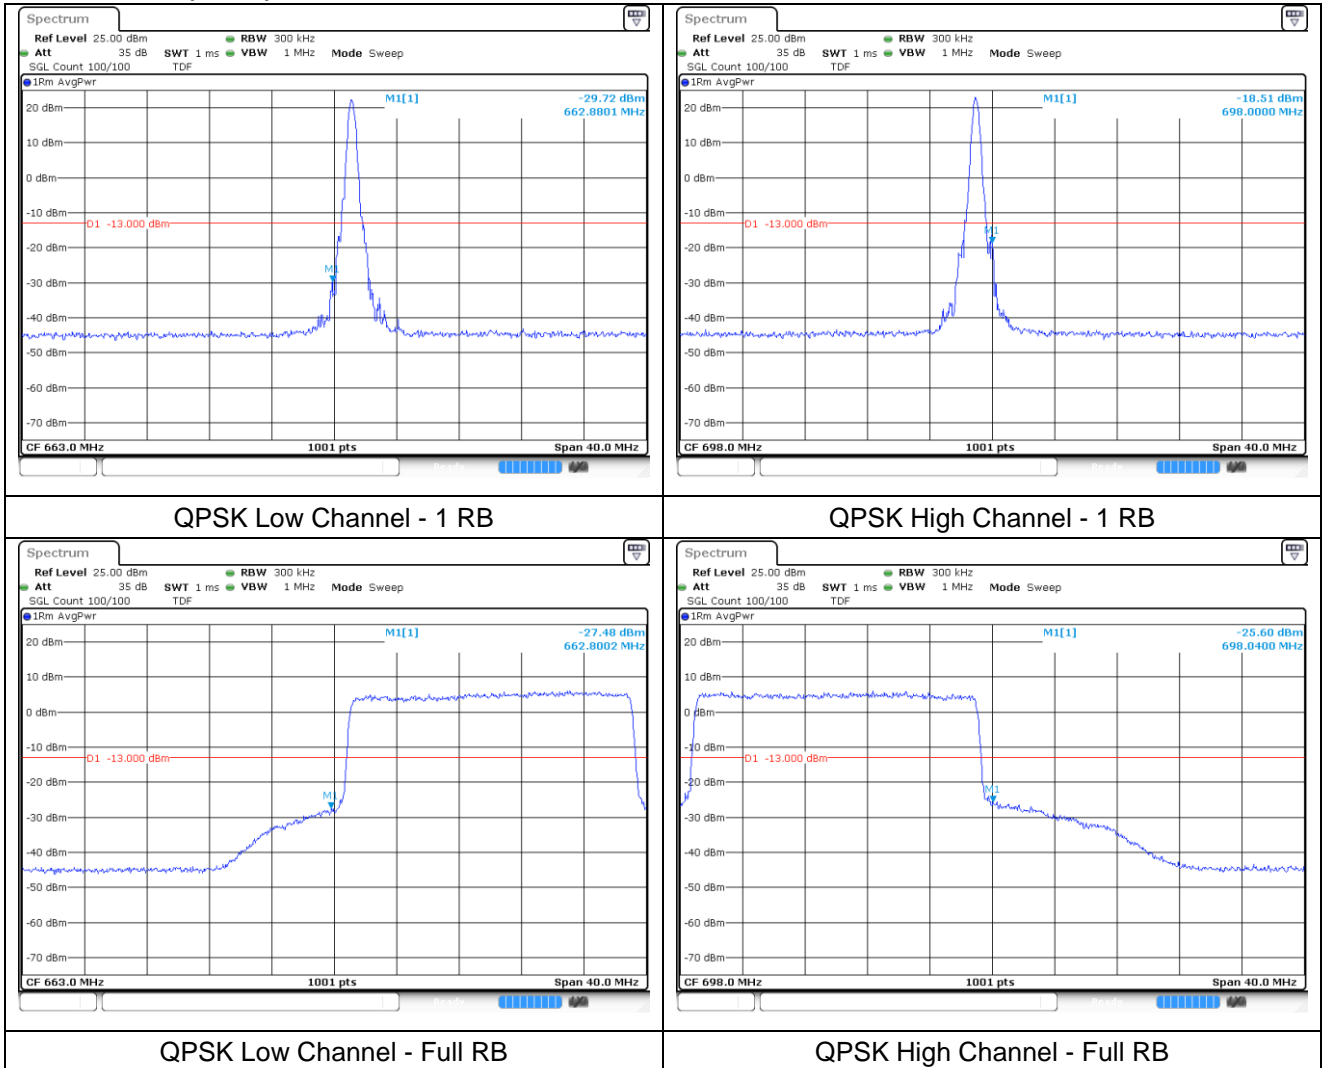 Spectrum
Ref Level 25.00 dBm RBW 300 kHz
Att 35 dB SWT 1 ms VBW 1 MHz Mode Sweep
SGL Count 100/100 TDF
1Rm AvgPwr
M1[1] -29.72 dBm
662.8801 MHz
20 dBm
10 dBm
0 dBm
-10 dBm
D1 -13.000 dBm
-20 dBm
M1
-30 dBm
-40 dBm
-50 dBm
-60 dBm
-70 dBm
CF 663.0 MHz 1001 pts Span 40.0 MHz
QPSK Low Channel - 1 RB
Spectrum
Ref Level 25.00 dBm RBW 300 kHz
Att 35 dB SWT 1 ms VBW 1 MHz Mode Sweep
SGL Count 100/100 TDF
1Rm AvgPwr
M1[1] -18.51 dBm
698.0000 MHz
20 dBm
10 dBm
0 dBm
-10 dBm
D1 -13.000 dBm
M1
-20 dBm
-30 dBm
-40 dBm
-50 dBm
-60 dBm
-70 dBm
CF 698.0 MHz 1001 pts Span 40.0 MHz
QPSK High Channel - 1 RB
Spectrum
Ref Level 25.00 dBm RBW 300 kHz
Att 35 dB SWT 1 ms VBW 1 MHz Mode Sweep
SGL Count 100/100 TDF
1Rm AvgPwr
M1[1] -27.48 dBm
662.8002 MHz
20 dBm
10 dBm
0 dBm
-10 dBm
D1 -13.000 dBm
-20 dBm
M1
-30 dBm
-40 dBm
-50 dBm
-60 dBm
-70 dBm
CF 663.0 MHz 1001 pts Span 40.0 MHz
QPSK Low Channel - Full RB
Spectrum
Ref Level 25.00 dBm RBW 300 kHz
Att 35 dB SWT 1 ms VBW 1 MHz Mode Sweep
SGL Count 100/100 TDF
1Rm AvgPwr
M1[1] -25.60 dBm
698.0400 MHz
20 dBm
10 dBm
0 dBm
-10 dBm
D1 -13.000 dBm
-20 dBm
M1
-30 dBm
-40 dBm
-50 dBm
-60 dBm
-70 dBm
CF 698.0 MHz 1001 pts Span 40.0 MHz
QPSK High Channel - Full RB